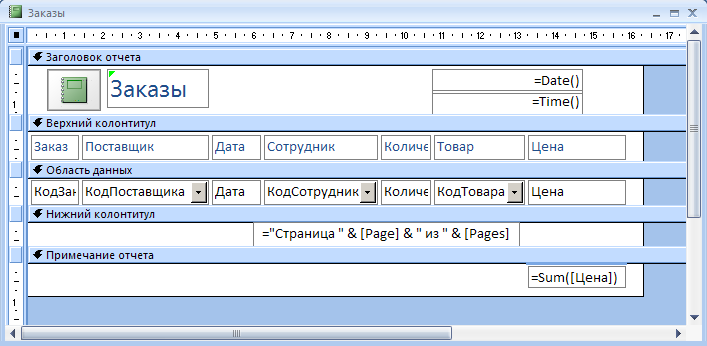 Заказы
1 2 3 4 5 6 7 8 9 10 11 12 13 14 15 16 17
Заголовок отчета
Заказы
=Date()
=Time()
1
Верхний колонтитул
Заказ Поставщик Дата Сотрудник Количе Товар Цена
Область данных
КодЗак КодПоставщика Дата КодСотрудник Количе КодТовара Цена
Нижний колонтитул
="Страница " & [Page] & " из " & [Pages]
Примечание отчета
=Sum([Цена])
1